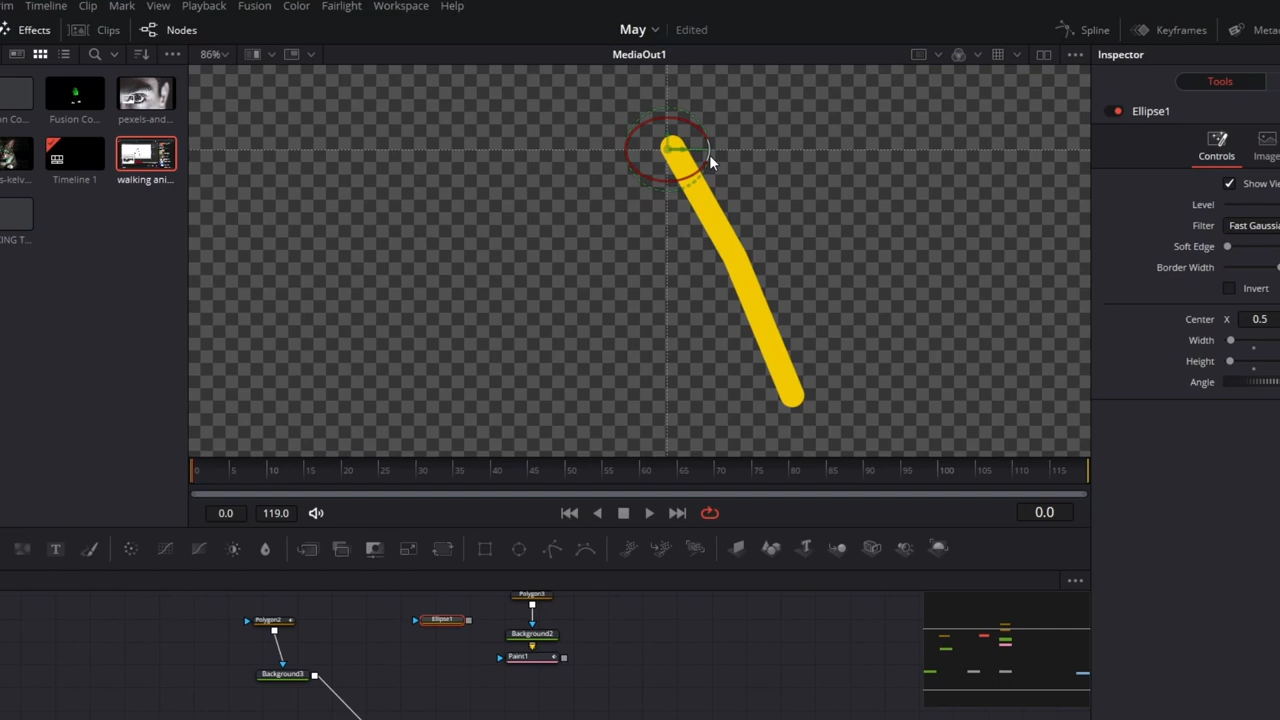 Timeline Clip Mark View Playback Fusion Color Fairlight Workspace Help
Effects Clips Nodes May Edited Spline Keyframes
86% MediaOut1 Inspector
Tools
Fusion Co... pexels-and...
Ellipse1
Controls
Timeline 1 walking ani...
Show
Level
Filter Fast
Soft Edge
Border Width
Invert
Center X 0.5
Width
Height
Angle
0 5 10 15 20 25 30 35 40 45 50 55 60 65 70 75 80 85 90 95 100 105 110 115
0.0 119.0 0.0
T
T
Polygon3
Polygon2 Ellipse1
Background2
Paint1
Background3